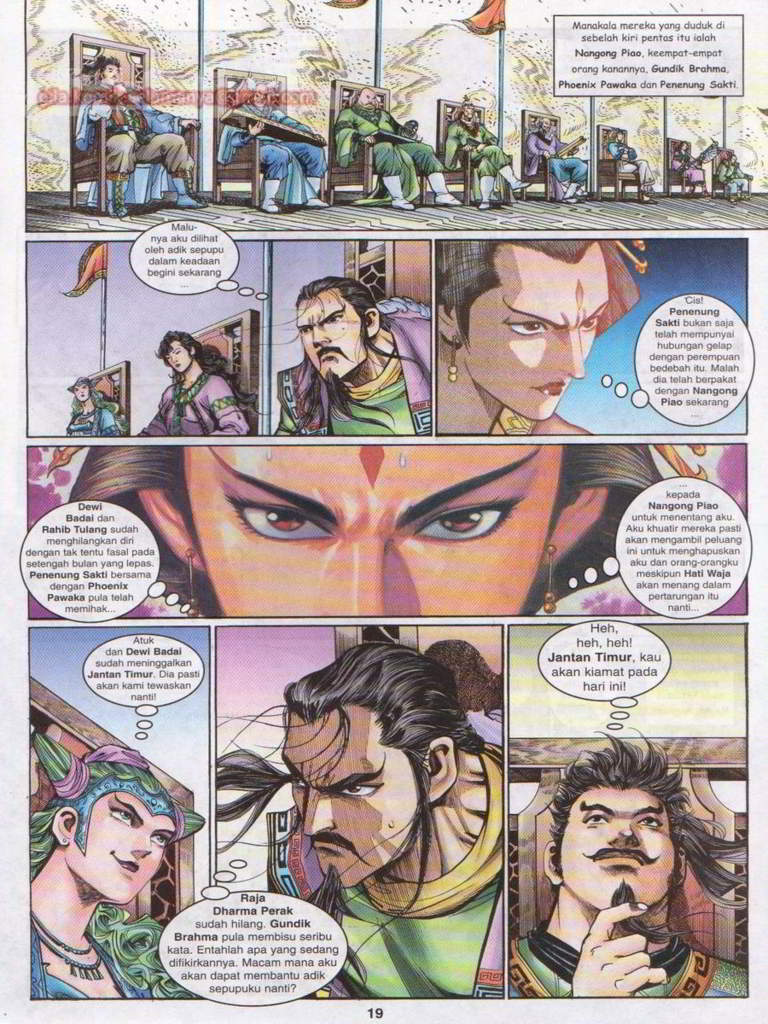 Manakala mereka yang duduk di
sebelah kiri pentas itu ialah
Nangong Piao, keempat-empat
orang kanannya, Gundik Brahma,
Phoenix Pawaka dan Penenung Sakti.
Malu-
nya aku dilihat
oleh adik sepupu
dalam keadaan
begini sekarang
...
Cis!
Penenung
Sakti bukan saja
telah mempunyai
hubungan gelap
dengan perempuan
bedebah itu. Malah
dia telah berpakat
dengan Nangong
Piao sekarang
...
Dewi
Badai dan
Rahib Tulang sudah
menghilangkan diri
dengan tak tentu fasal pada
setengah bulan yang lepas.
Penenung Sakti bersama
dengan Phoenix
Pawaka pula telah
memihak...
...
kepada
Nangong Piao
untuk menentang aku.
Aku khuatir mereka pasti
akan mengambil peluang
ini untuk menghapuskan
aku dan orang-orangku
meskipun Hati Waja
akan menang dalam
pertarungan itu
nanti...
Atuk
dan Dewi Badai
sudah meninggalkan
Jantan Timur. Dia pasti
akan kami tewaskan
nanti!
Raja
Dharma Perak
sudah hilang. Gundik
Brahma pula membisu seribu
kata. Entahlah apa yang sedang
difikirkannya. Macam mana aku
akan dapat membantu adik
sepupuku nanti?
Heh,
heh, heh!
Jantan Timur, kau
akan kiamat pada
hari ini!
19